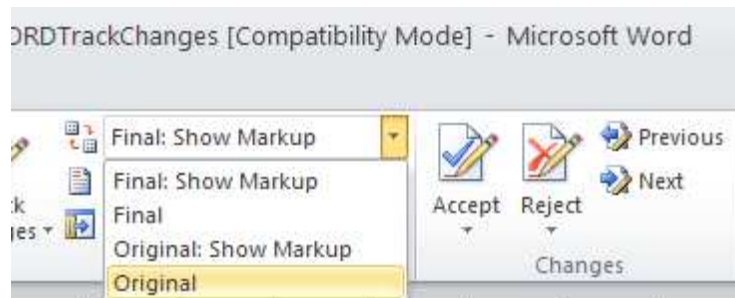 ORDTrackChanges [Compatibility Mode] - Microsoft Word
Final: Show Markup
Final: Show Markup
Final
Original: Show Markup
Original
Accept
Reject
Previous
Next
Changes